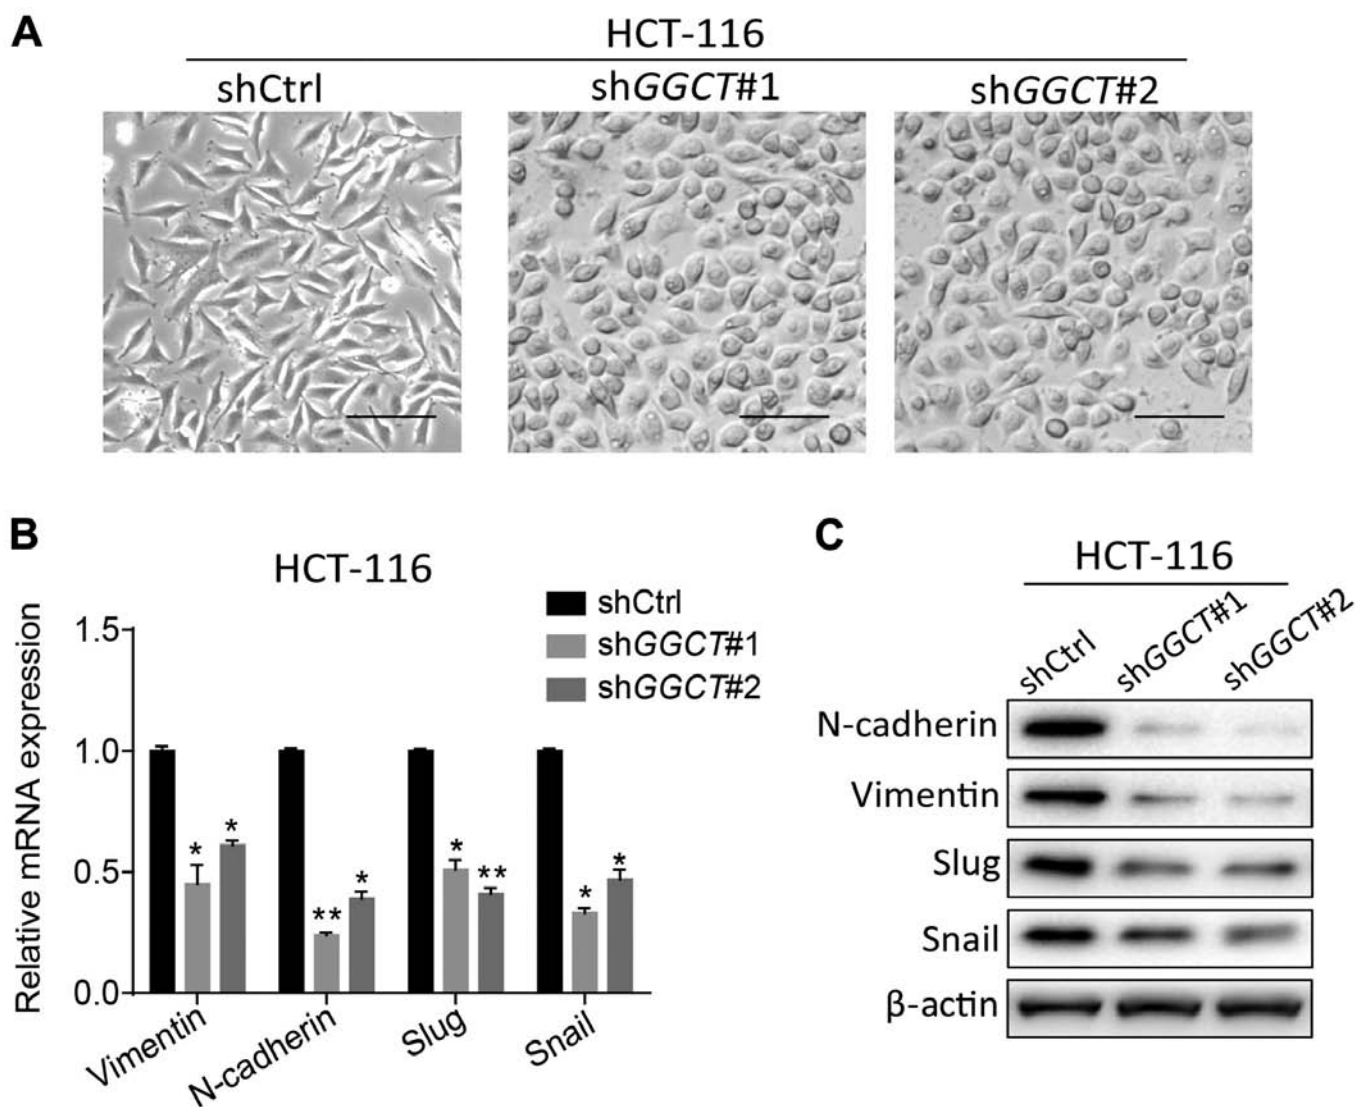 A
HCT-116
shCtrl
shGGCT#1
shGGCT#2
B
HCT-116
shCtrl
shGGCT#1
shGGCT#2
Relative mRNA expression
1.5
1.0
0.5
0.0
*
*
**
*
*
**
*
*
Vimentin
N-cadherin
Slug
Snail
C
HCT-116
shCtrl
shGGCT#1
shGGCT#2
N-cadherin
Vimentin
Slug
Snail
β-actin